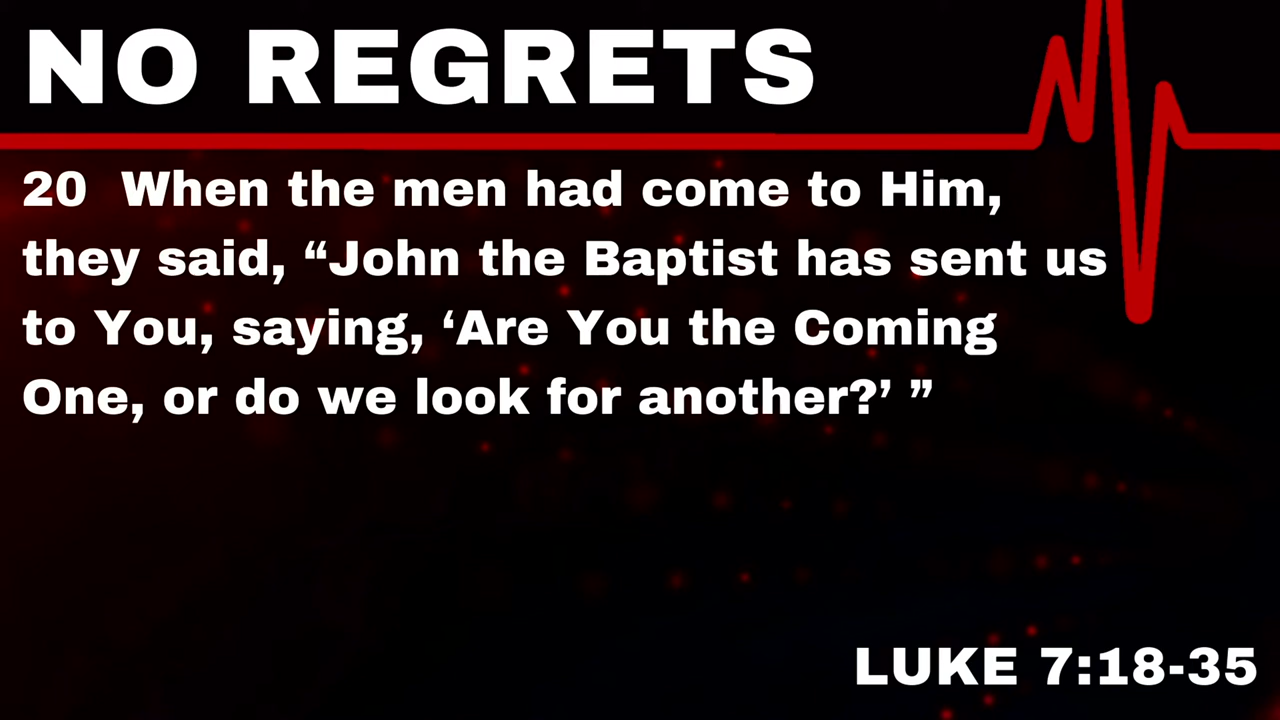 NO REGRETS
20  When the men had come to Him,
they said, “John the Baptist has sent us
to You, saying, ‘Are You the Coming
One, or do we look for another?’ ”
LUKE 7:18-35